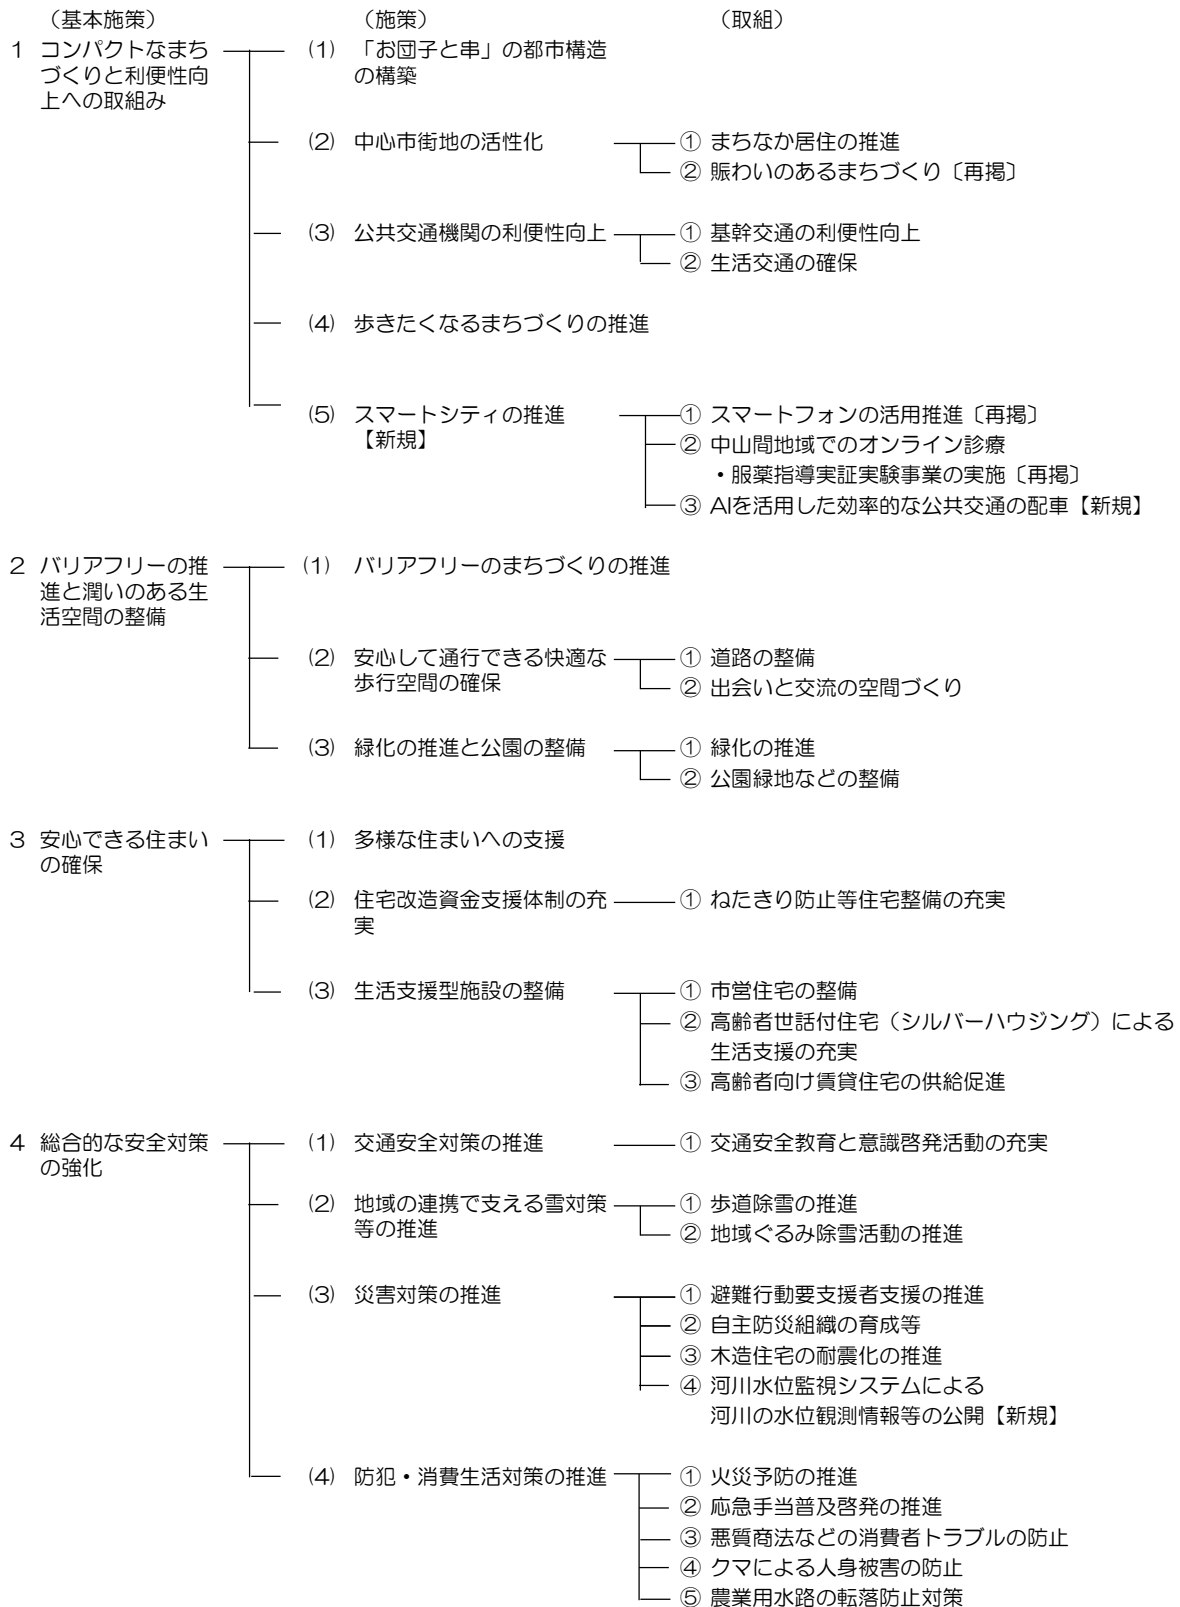 （基本施策）　（施策）　（取組）
1 コンパクトなまち
づくりと利便性向
上への取組み
(1) 「お団子と串」の都市構造
の構築
(2) 中心市街地の活性化
① まちなか居住の推進
② 賑わいのあるまちづくり〔再掲〕
(3) 公共交通機関の利便性向上
① 基幹交通の利便性向上
② 生活交通の確保
(4) 歩きたくなるまちづくりの推進
(5) スマートシティの推進
【新規】
① スマートフォンの活用推進〔再掲〕
② 中山間地域でのオンライン診療
・服薬指導実証実験事業の実施〔再掲〕
③ AIを活用した効率的な公共交通の配車【新規】
2 バリアフリーの推
進と潤いのある生
活空間の整備
(1) バリアフリーのまちづくりの推進
(2) 安心して通行できる快適な
歩行空間の確保
① 道路の整備
② 出会いと交流の空間づくり
(3) 緑化の推進と公園の整備
① 緑化の推進
② 公園緑地などの整備
3 安心できる住まい
の確保
(1) 多様な住まいへの支援
(2) 住宅改造資金支援体制の充
実
① ねたきり防止等住宅整備の充実
(3) 生活支援型施設の整備
① 市営住宅の整備
② 高齢者世話付住宅（シルバーハウジング）による
生活支援の充実
③ 高齢者向け賃貸住宅の供給促進
4 総合的な安全対策
の強化
(1) 交通安全対策の推進
① 交通安全教育と意識啓発活動の充実
(2) 地域の連携で支える雪対策
等の推進
① 歩道除雪の推進
② 地域ぐるみ除雪活動の推進
(3) 災害対策の推進
① 避難行動要支援者支援の推進
② 自主防災組織の育成等
③ 木造住宅の耐震化の推進
④ 河川水位監視システムによる
河川の水位観測情報等の公開【新規】
(4) 防犯・消費生活対策の推進
① 火災予防の推進
② 応急手当普及啓発の推進
③ 悪質商法などの消費者トラブルの防止
④ クマによる人身被害の防止
⑤ 農業用水路の転落防止対策